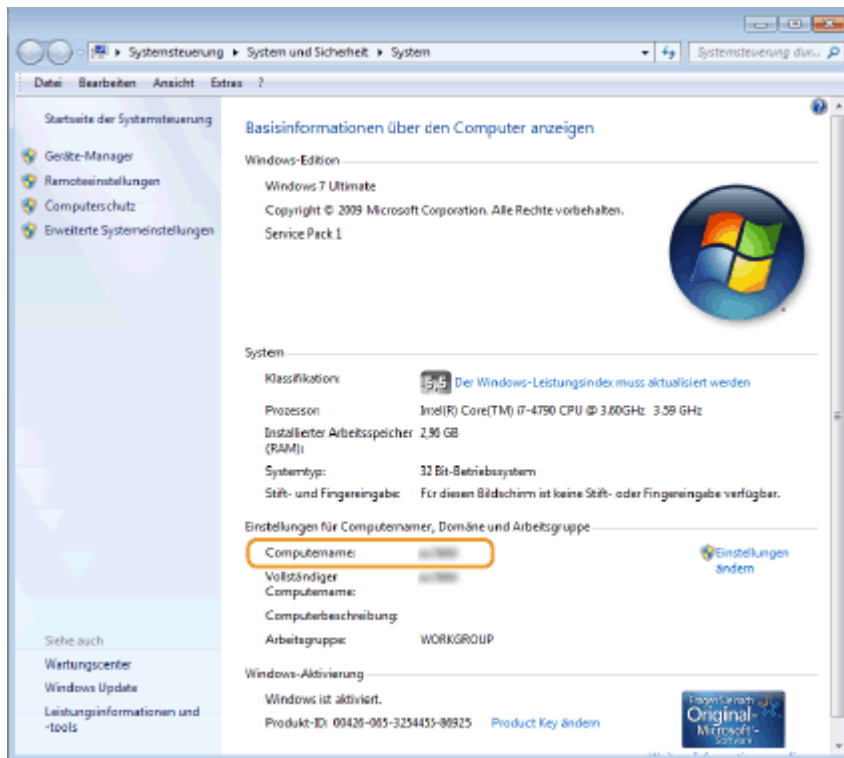 Systemsteuerung ▸ System und Sicherheit ▸ System
Systemsteuerung dur...
Datei Bearbeiten Ansicht Extras ?
Startseite der Systemsteuerung
Geräte-Manager
Remoteeinstellungen
Computerschutz
Erweiterte Systemeinstellungen
Siehe auch
Wartungscenter
Windows Update
Leistungsinformationen und
-tools
Basisinformationen über den Computer anzeigen
Windows-Edition
Windows 7 Ultimate
Copyright © 2009 Microsoft Corporation. Alle Rechte vorbehalten.
Service Pack 1
System
Klassifikation: 5,5 Der Windows-Leistungsindex muss aktualisiert werden
Prozessor: Intel(R) Core(TM) i7-4790 CPU @ 3.60GHz 3.59 GHz
Installierter Arbeitsspeicher 2,96 GB
(RAM):
Systemtyp: 32 Bit-Betriebssystem
Stift- und Fingereingabe: Für diesen Bildschirm ist keine Stift- oder Fingereingabe verfügbar.
Einstellungen für Computernamer, Domäne und Arbeitsgruppe
Computername:
Einstellungen
ändern
Vollständiger
Computername:
Computerbeschreibung:
Arbeitsgruppe: WORKGROUP
Windows-Aktivierung
Windows ist aktiviert.
Produkt-ID: 00426-065-3254455-86925 Product Key ändern
Fragen Sie nach
Original-
Microsoft®-
Software